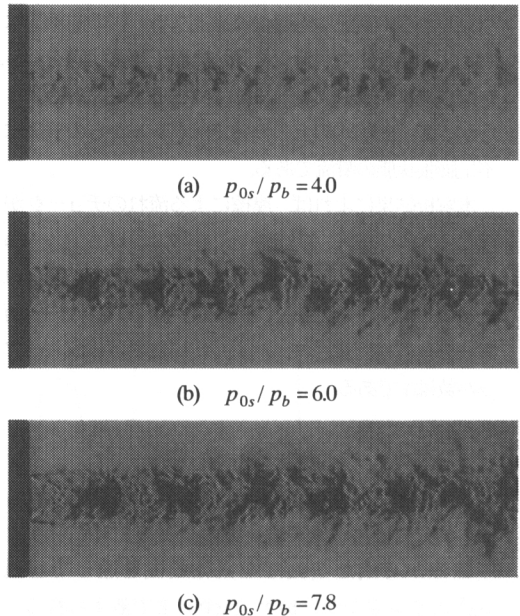 (a) p0s / pb = 4.0
(b) p0s / pb = 6.0
(c) p0s / pb = 7.8